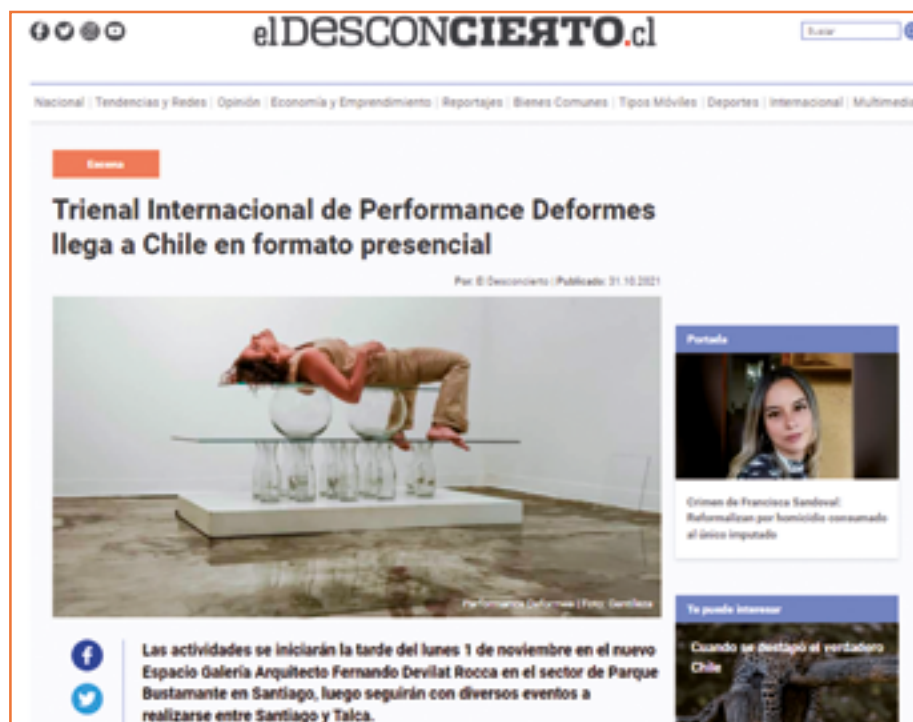 elDESCONCIERTO.cl
Buscar
Nacional | Tendencias y Redes | Opinión | Economía y Emprendimiento | Reportajes | Bienes Comunes | Tipos Móviles | Deportes | Internacional | Multimedia
Escena
Trienal Internacional de Performance Deformes
llega a Chile en formato presencial
Por: El Desconcierto | Publicado: 31.10.2021
Performance Deformes | Foto: Gentileza
Las actividades se iniciarán la tarde del lunes 1 de noviembre en el nuevo
Espacio Galería Arquitecto Fernando Devilat Rocca en el sector de Parque
Bustamante en Santiago, luego seguirán con diversos eventos a
realizarse entre Santiago y Talca.
Portada
Crimen de Francisca Sandoval:
Reformalizan por homicidio consumado
al único imputado
Te puede interesar
Cuando se destapó el verdadero
Chile